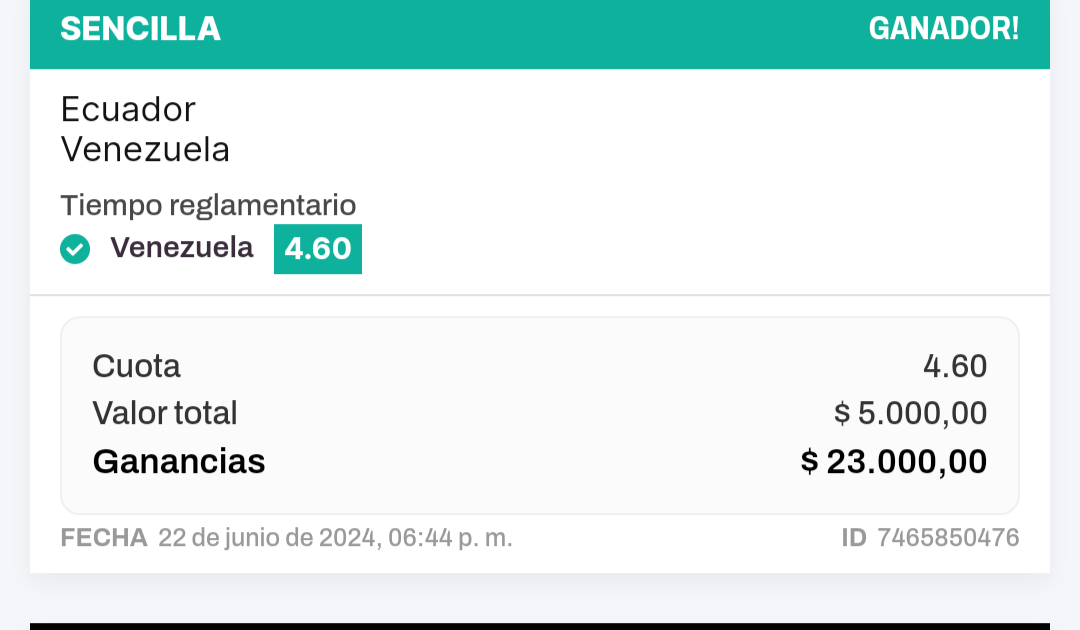 SENCILLA GANADOR!
Ecuador
Venezuela
Tiempo reglamentario
Venezuela 4.60
Cuota 4.60
Valor total $ 5.000,00
Ganancias $ 23.000,00
FECHA 22 de junio de 2024, 06:44 p. m. ID 7465850476